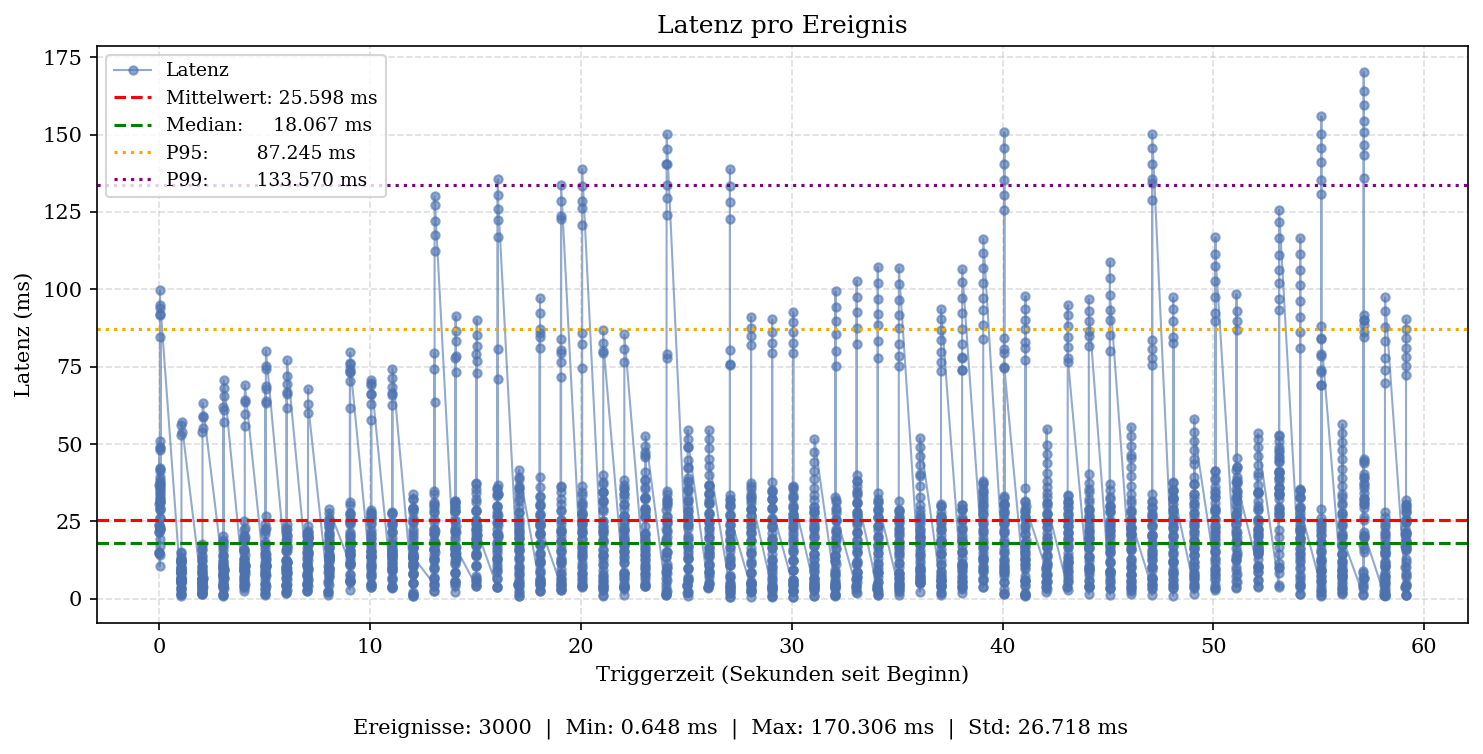 Latenz pro Ereignis
Latenz (ms)
175
150
125
100
75
50
25
0
Latenz
Mittelwert: 25.598 ms
Median: 18.067 ms
P95: 87.245 ms
P99: 133.570 ms
0 10 20 30 40 50 60
Triggerzeit (Sekunden seit Beginn)
Ereignisse: 3000 | Min: 0.648 ms | Max: 170.306 ms | Std: 26.718 ms